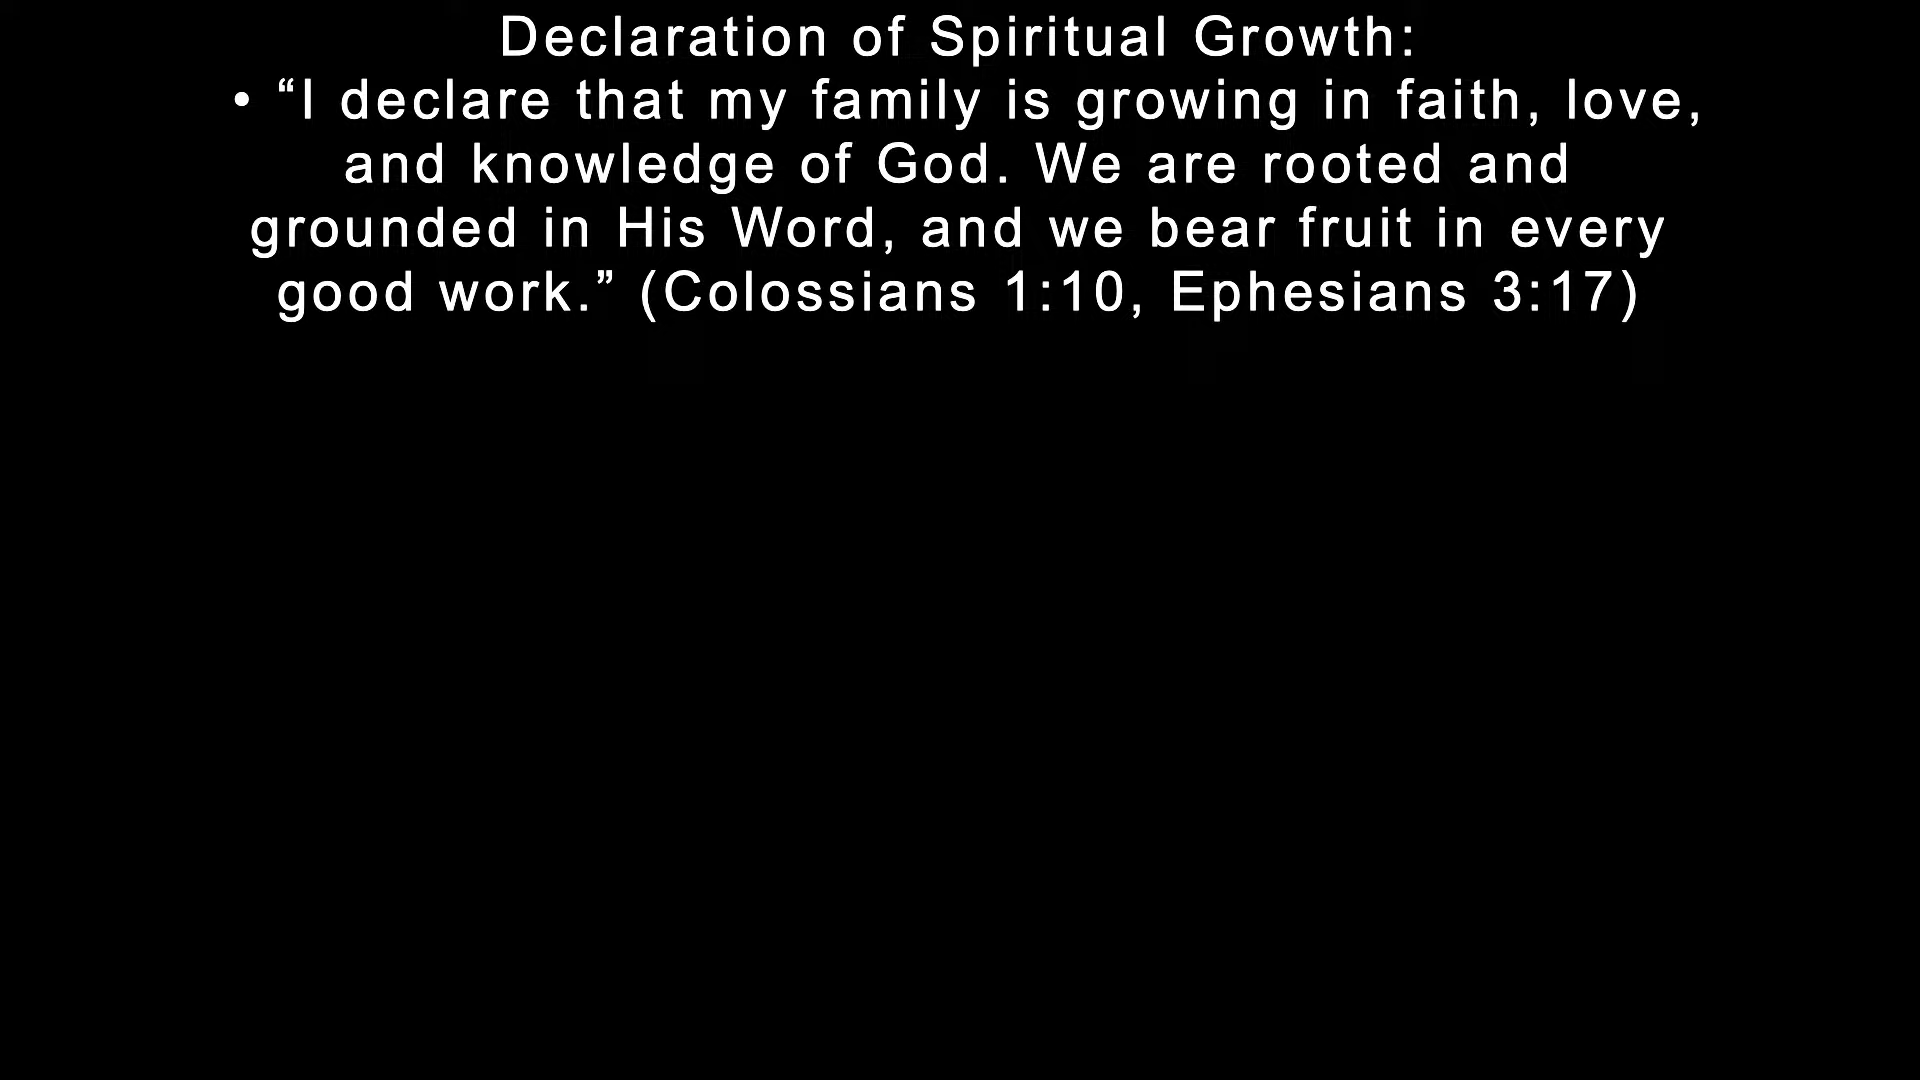 Declaration of Spiritual Growth:
• “I declare that my family is growing in faith, love,
and knowledge of God. We are rooted and
grounded in His Word, and we bear fruit in every
good work.” (Colossians 1:10, Ephesians 3:17)